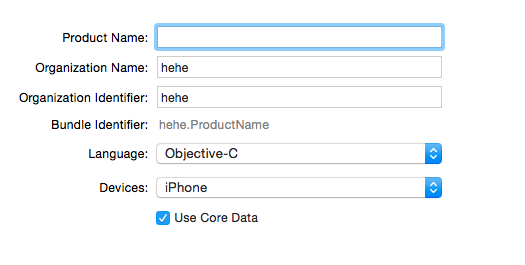 Product Name:
Organization Name: hehe
Organization Identifier: hehe
Bundle Identifier: hehe.ProductName
Language: Objective-C
Devices: iPhone
Use Core Data